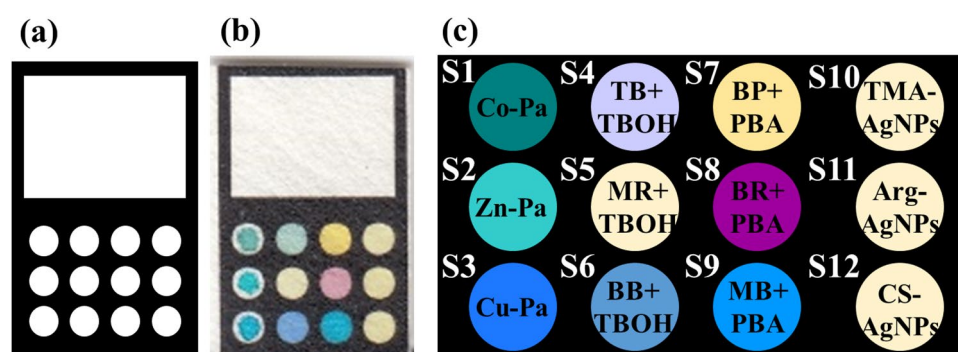 (a)
(b)
(c)
S1
Co-Pa
S4
TB+
TBOH
S7
BP+
PBA
S10
TMA-
AgNPs
S2
Zn-Pa
S5
MR+
TBOH
S8
BR+
PBA
S11
Arg-
AgNPs
S3
Cu-Pa
S6
BB+
TBOH
S9
MB+
PBA
S12
CS-
AgNPs